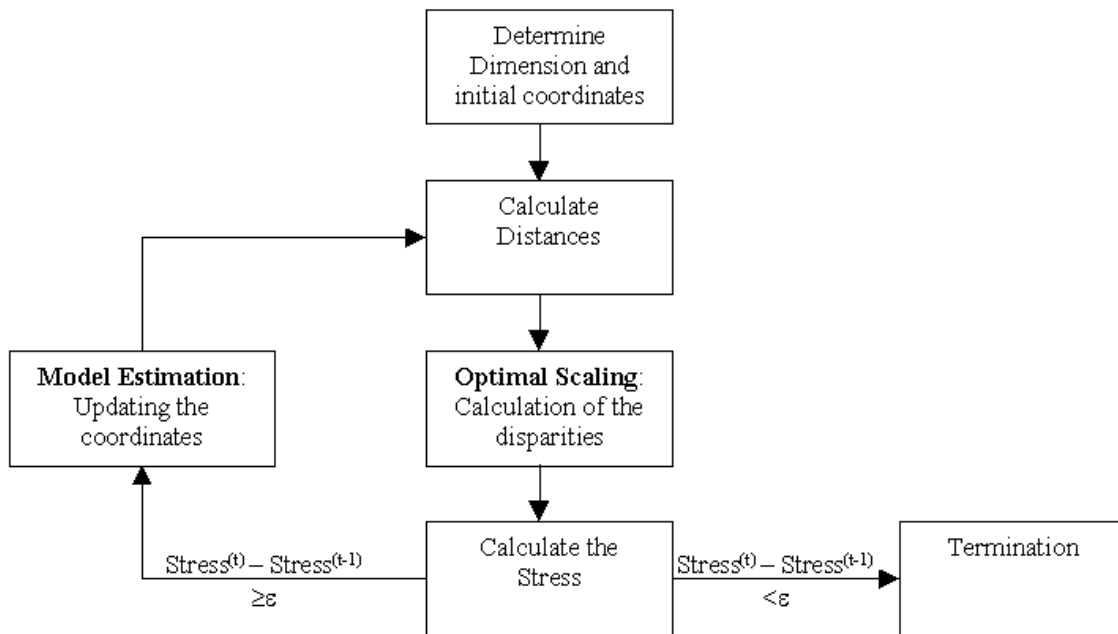 Determine
Dimension and
initial coordinates
Calculate
Distances
Model Estimation:
Updating the
coordinates
Optimal Scaling:
Calculation of the
disparities
Stress(t) – Stress(t-1)
≥ε
Calculate the
Stress
Stress(t) – Stress(t-1)
<ε
Termination